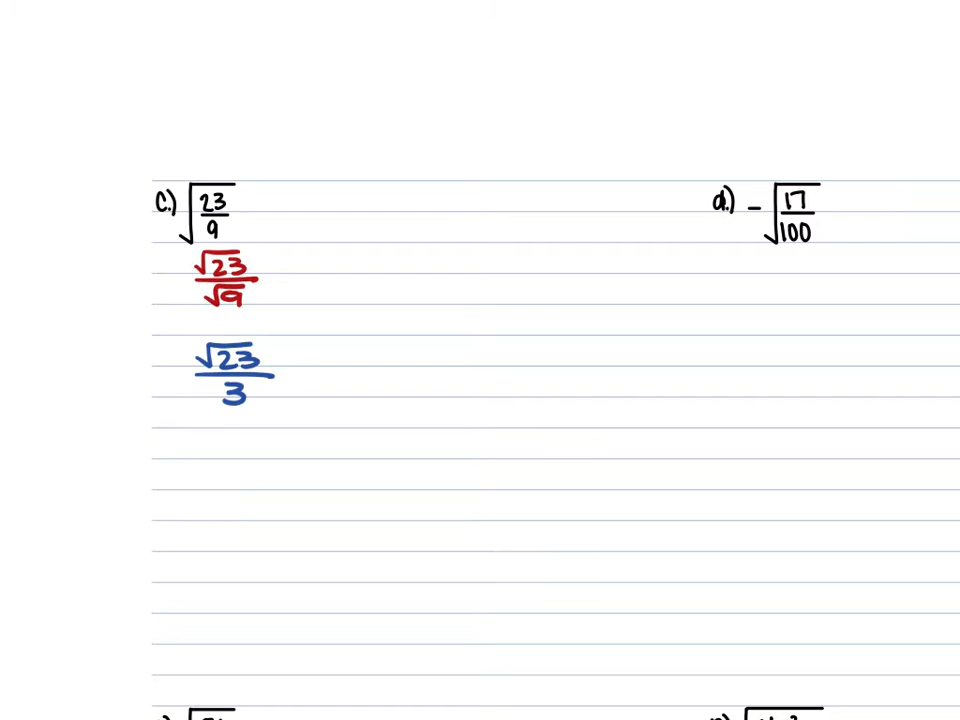 c.) √(23/9)
√23/√9
√23/3
d.) -√(17/100)